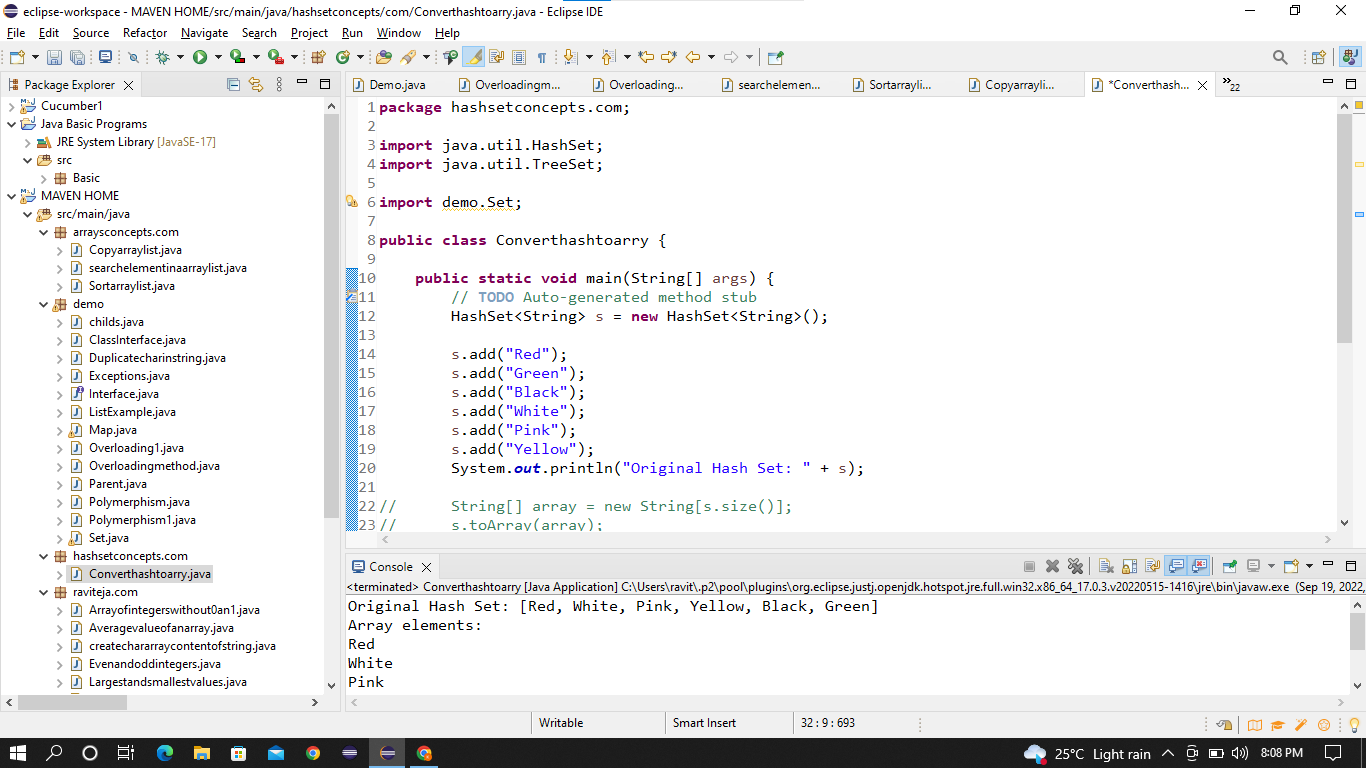 eclipse-workspace - MAVEN HOME/src/main/java/hashsetconcepts/com/Converthashtoarry.java - Eclipse IDE
File Edit Source Refactor Navigate Search Project Run Window Help
Package Explorer
Cucumber1
Java Basic Programs
JRE System Library [JavaSE-17]
src
Basic
MAVEN HOME
src/main/java
arraysconcepts.com
Copyarraylist.java
searchelementinaarraylist.java
Sortarraylist.java
demo
childs.java
ClassInterface.java
Duplicatecharinstring.java
Exceptions.java
Interface.java
ListExample.java
Map.java
Overloading1.java
Overloadingmethod.java
Parent.java
Polymerphism.java
Polymerphism1.java
Set.java
hashsetconcepts.com
Converthashtoarry.java
raviteja.com
Arrayofintegerswithout0an1.java
Averagevalueofanarray.java
createchararraycontentofstring.java
Evenandoddintegers.java
Largestandsmallestvalues.java
Demo.java Overloadingm... Overloading... searchelemen... Sortarrayli... Copyarrayli... *Converthash... »22
1 package hashsetconcepts.com;
2
3 import java.util.HashSet;
4 import java.util.TreeSet;
5
6 import demo.Set;
7
8 public class Converthashtoarry {
9
10 public static void main(String[] args) {
11 // TODO Auto-generated method stub
12 HashSet<String> s = new HashSet<String>();
13
14 s.add("Red");
15 s.add("Green");
16 s.add("Black");
17 s.add("White");
18 s.add("Pink");
19 s.add("Yellow");
20 System.out.println("Original Hash Set: " + s);
21
22 // String[] array = new String[s.size()];
23 // s.toArray(array);
Console
<terminated> Converthashtoarry [Java Application] C:\Users\ravit\.p2\pool\plugins\org.eclipse.justj.openjdk.hotspot.jre.full.win32.x86_64_17.0.3.v20220515-1416\jre\bin\javaw.exe (Sep 19, 2022,
Original Hash Set: [Red, White, Pink, Yellow, Black, Green]
Array elements:
Red
White
Pink
Writable Smart Insert 32 : 9 : 693
25°C Light rain 8:08 PM